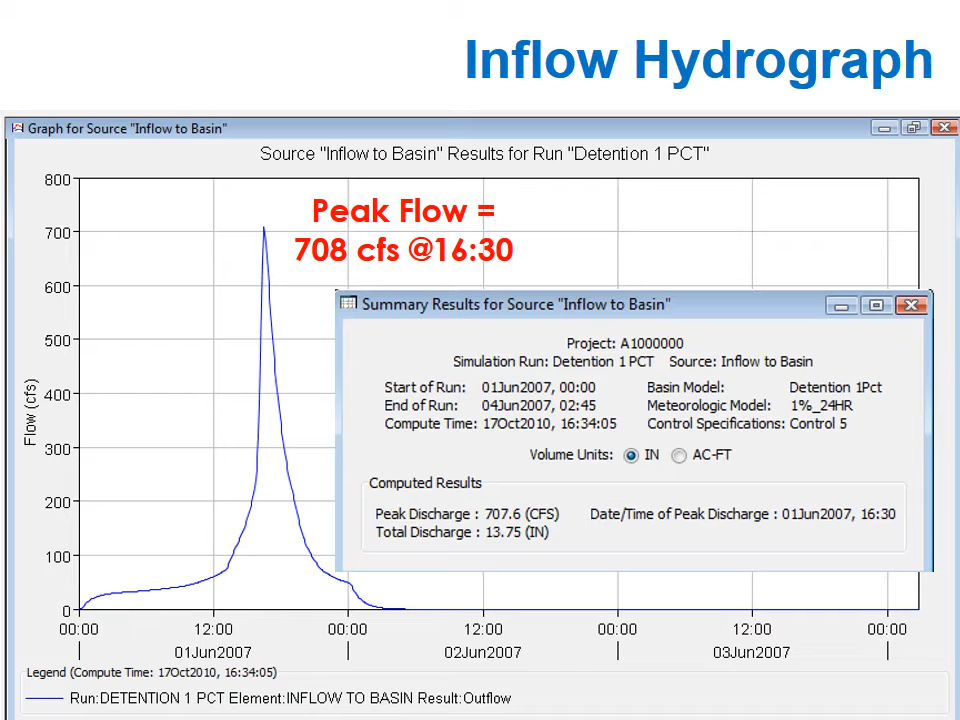 Inflow Hydrograph
Graph for Source "Inflow to Basin"
Source "Inflow to Basin" Results for Run "Detention 1 PCT"
Peak Flow =
708 cfs @16:30
800
700
600
500
400
300
200
100
0
Flow (cfs)
Summary Results for Source "Inflow to Basin"
Project: A1000000
Simulation Run: Detention 1 PCT Source: Inflow to Basin
Start of Run: 01Jun2007, 00:00 Basin Model: Detention 1Pct
End of Run: 04Jun2007, 02:45 Meteorologic Model: 1%_24HR
Compute Time: 17Oct2010, 16:34:05 Control Specifications: Control 5
Volume Units: IN AC-FT
Computed Results
Peak Discharge : 707.6 (CFS) Date/Time of Peak Discharge : 01Jun2007, 16:30
Total Discharge : 13.75 (IN)
00:00 12:00 00:00 12:00 00:00 12:00 00:00
01Jun2007 02Jun2007 03Jun2007
Legend (Compute Time: 17Oct2010, 16:34:05)
Run:DETENTION 1 PCT Element:INFLOW TO BASIN Result:Outflow